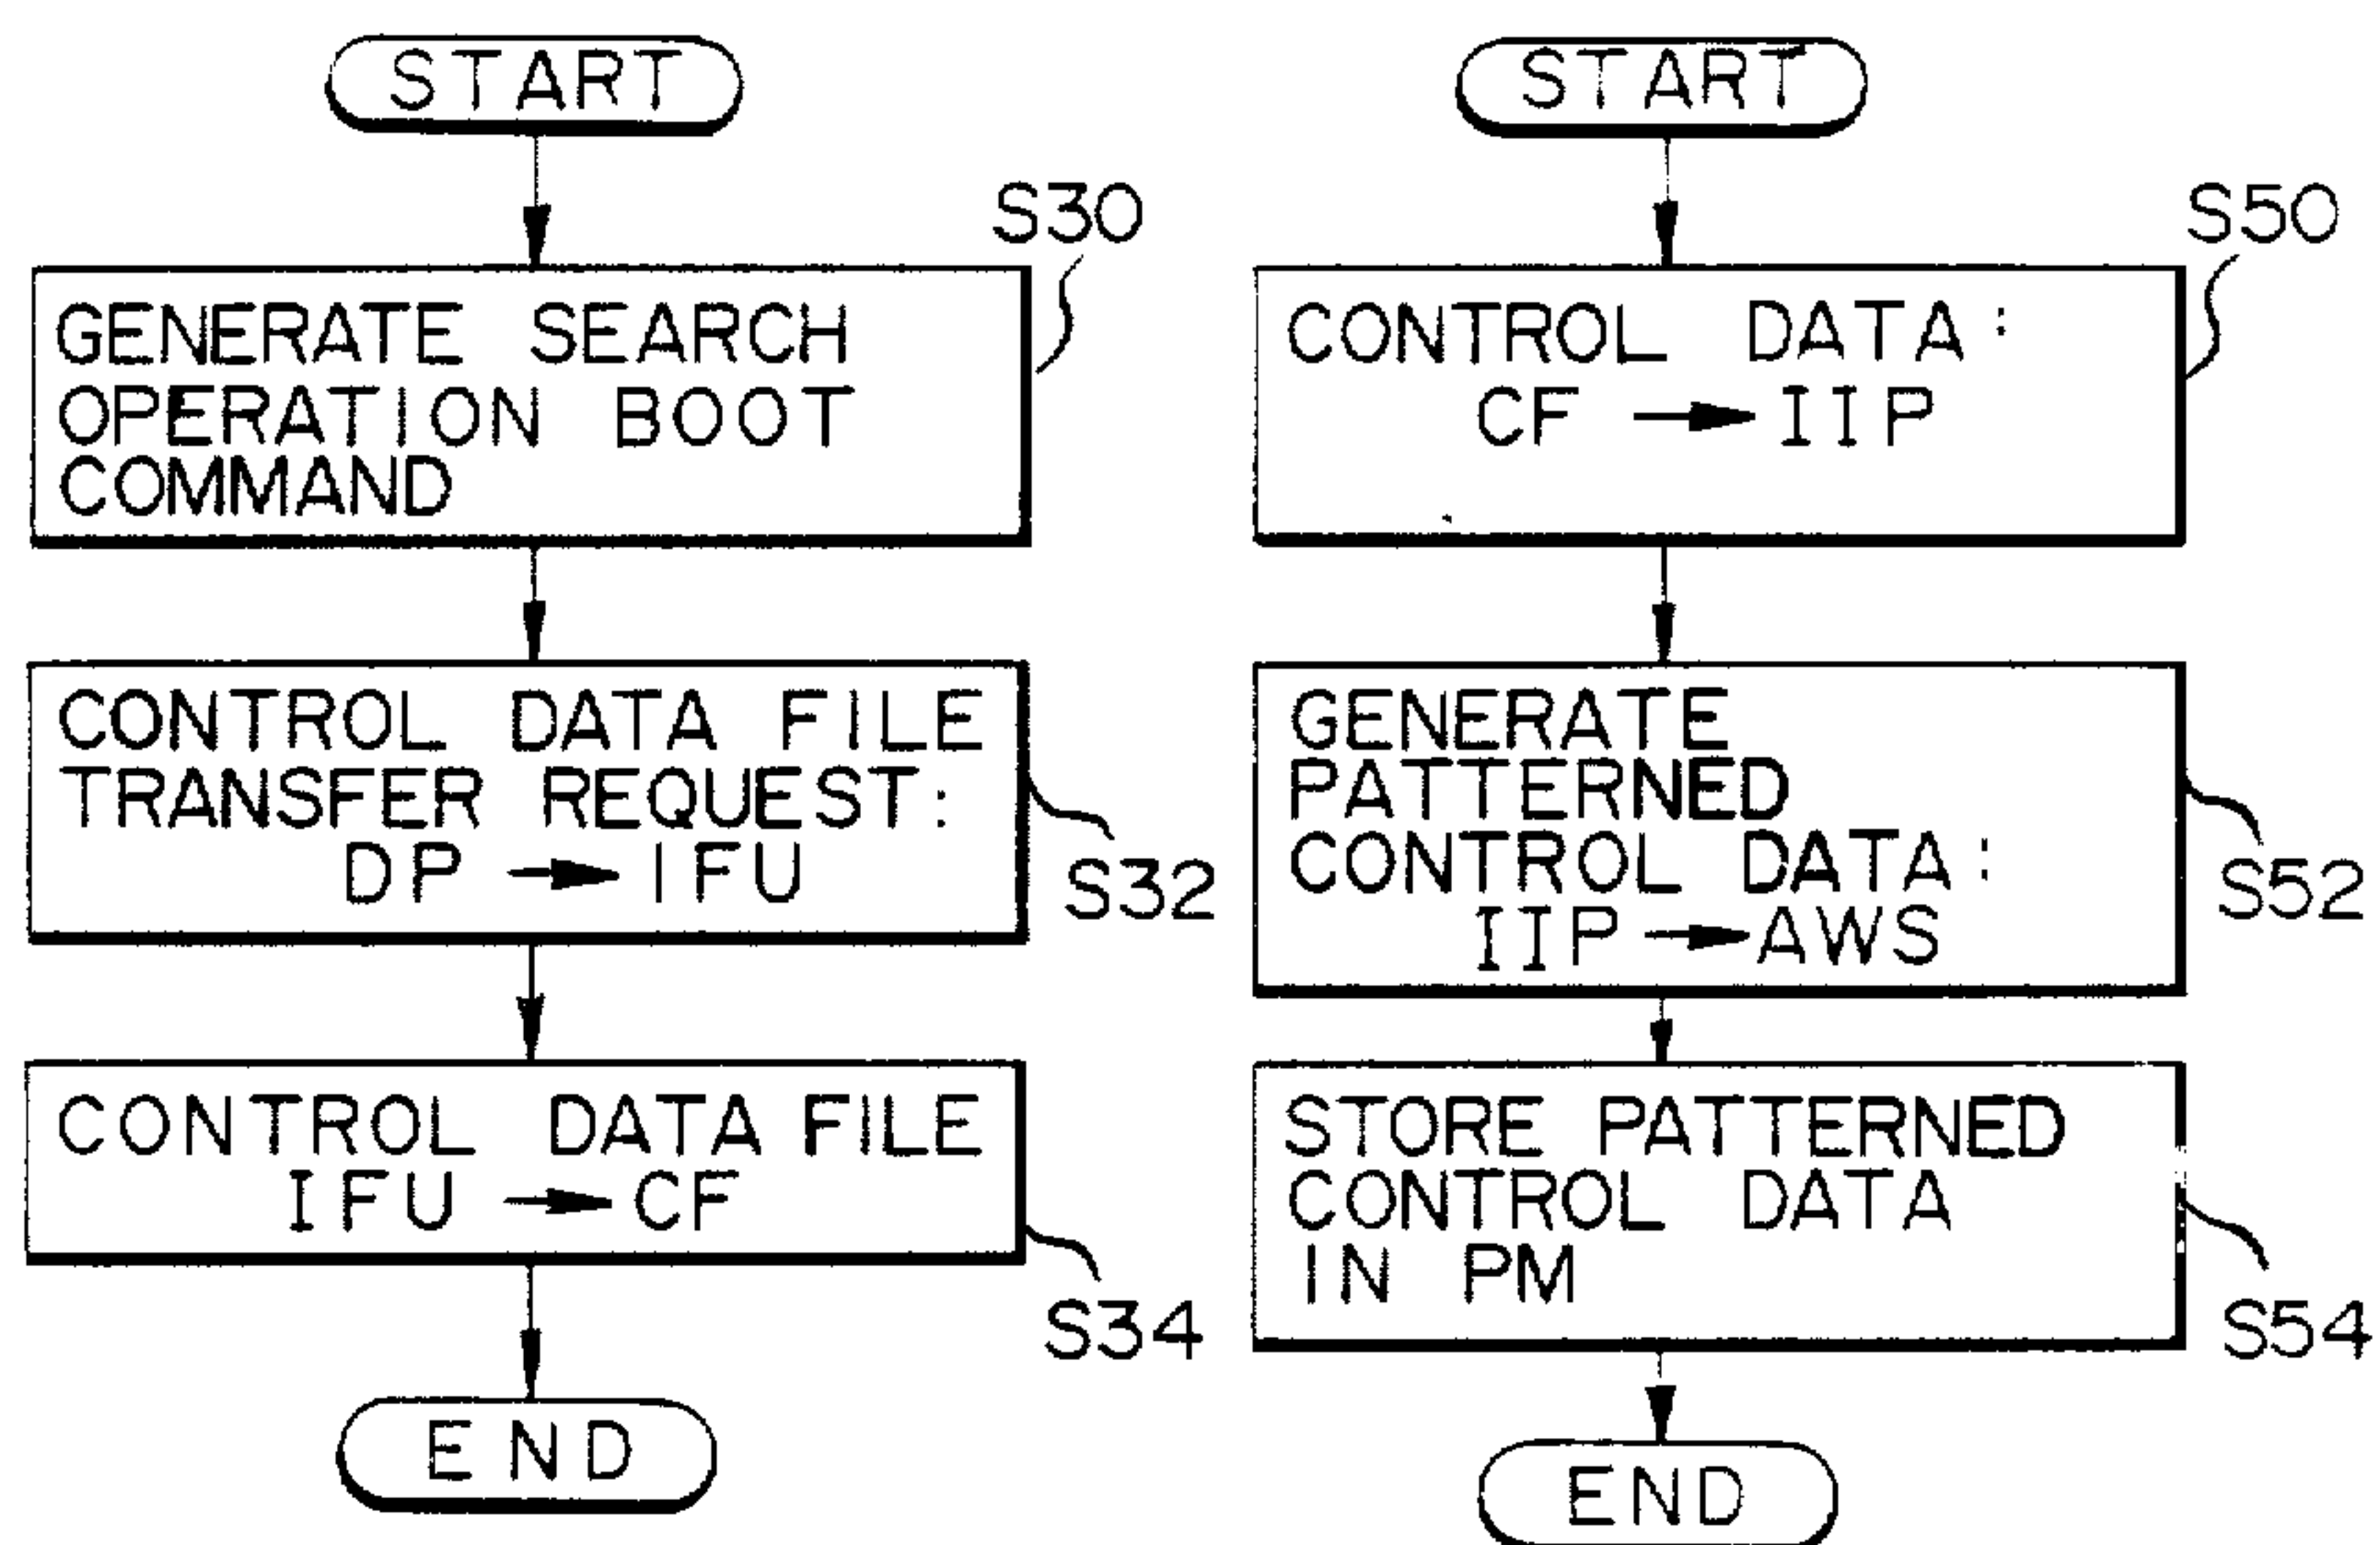 START
S30
GENERATE SEARCH
OPERATION BOOT
COMMAND
CONTROL DATA FILE
TRANSFER REQUEST:
DP → IFU
S32
CONTROL DATA FILE
IFU → CF
S34
END
START
S50
CONTROL DATA:
CF → IIP
GENERATE
PATTERNED
CONTROL DATA:
IIP → AWS
S52
STORE PATTERNED
CONTROL DATA
IN PM
S54
END